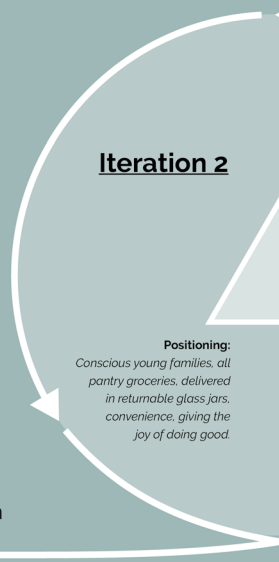 Iteration 2
Positioning:
Conscious young families, all
pantry groceries, delivered
in returnable glass jars,
convenience, giving the
joy of doing good.